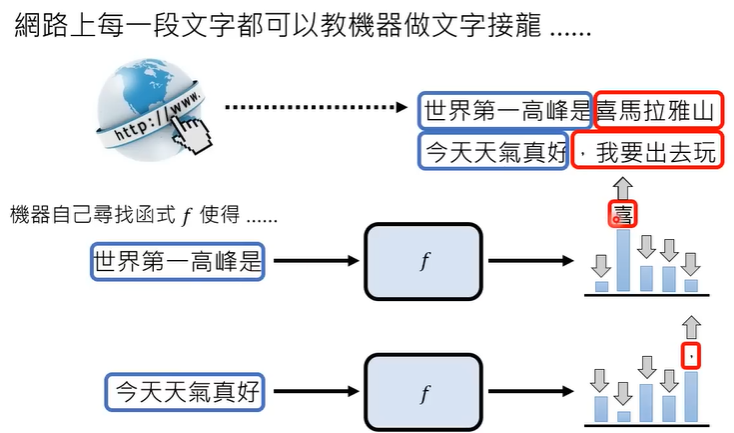 網路上每一段文字都可以教機器做文字接龍 ......
http://www.
世界第一高峰是喜馬拉雅山
今天天氣真好，我要出去玩
機器自己尋找函式 f 使得 ......
世界第一高峰是
f
喜
今天天氣真好
f
，